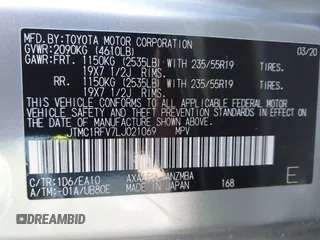 MFD.BY: TOYOTA MOTOR CORPORATION 03/20
GVWR: 2090KG (4610LB)
GAWR: FRT. 1150KG (2535LB) WITH 235/55R19 TIRES.
19X7 1/2J RIMS.
RR. 1150KG (2535LB) WITH 235/55R19 TIRES.
19X7 1/2J RIMS.
THIS VEHICLE CONFORMS TO ALL APPLICABLE
FEDERAL MOTOR VEHICLE SAFETY STANDARDS
IN EFFECT ON THE DATE OF MANUFACTURE
SHOWN ABOVE.
JTMC1RFV7LJ021069 MPV
C/TR: 1D6/EA10
A/TM: -01A/UB80E MADE IN JAPAN 168 E
DREAMBID